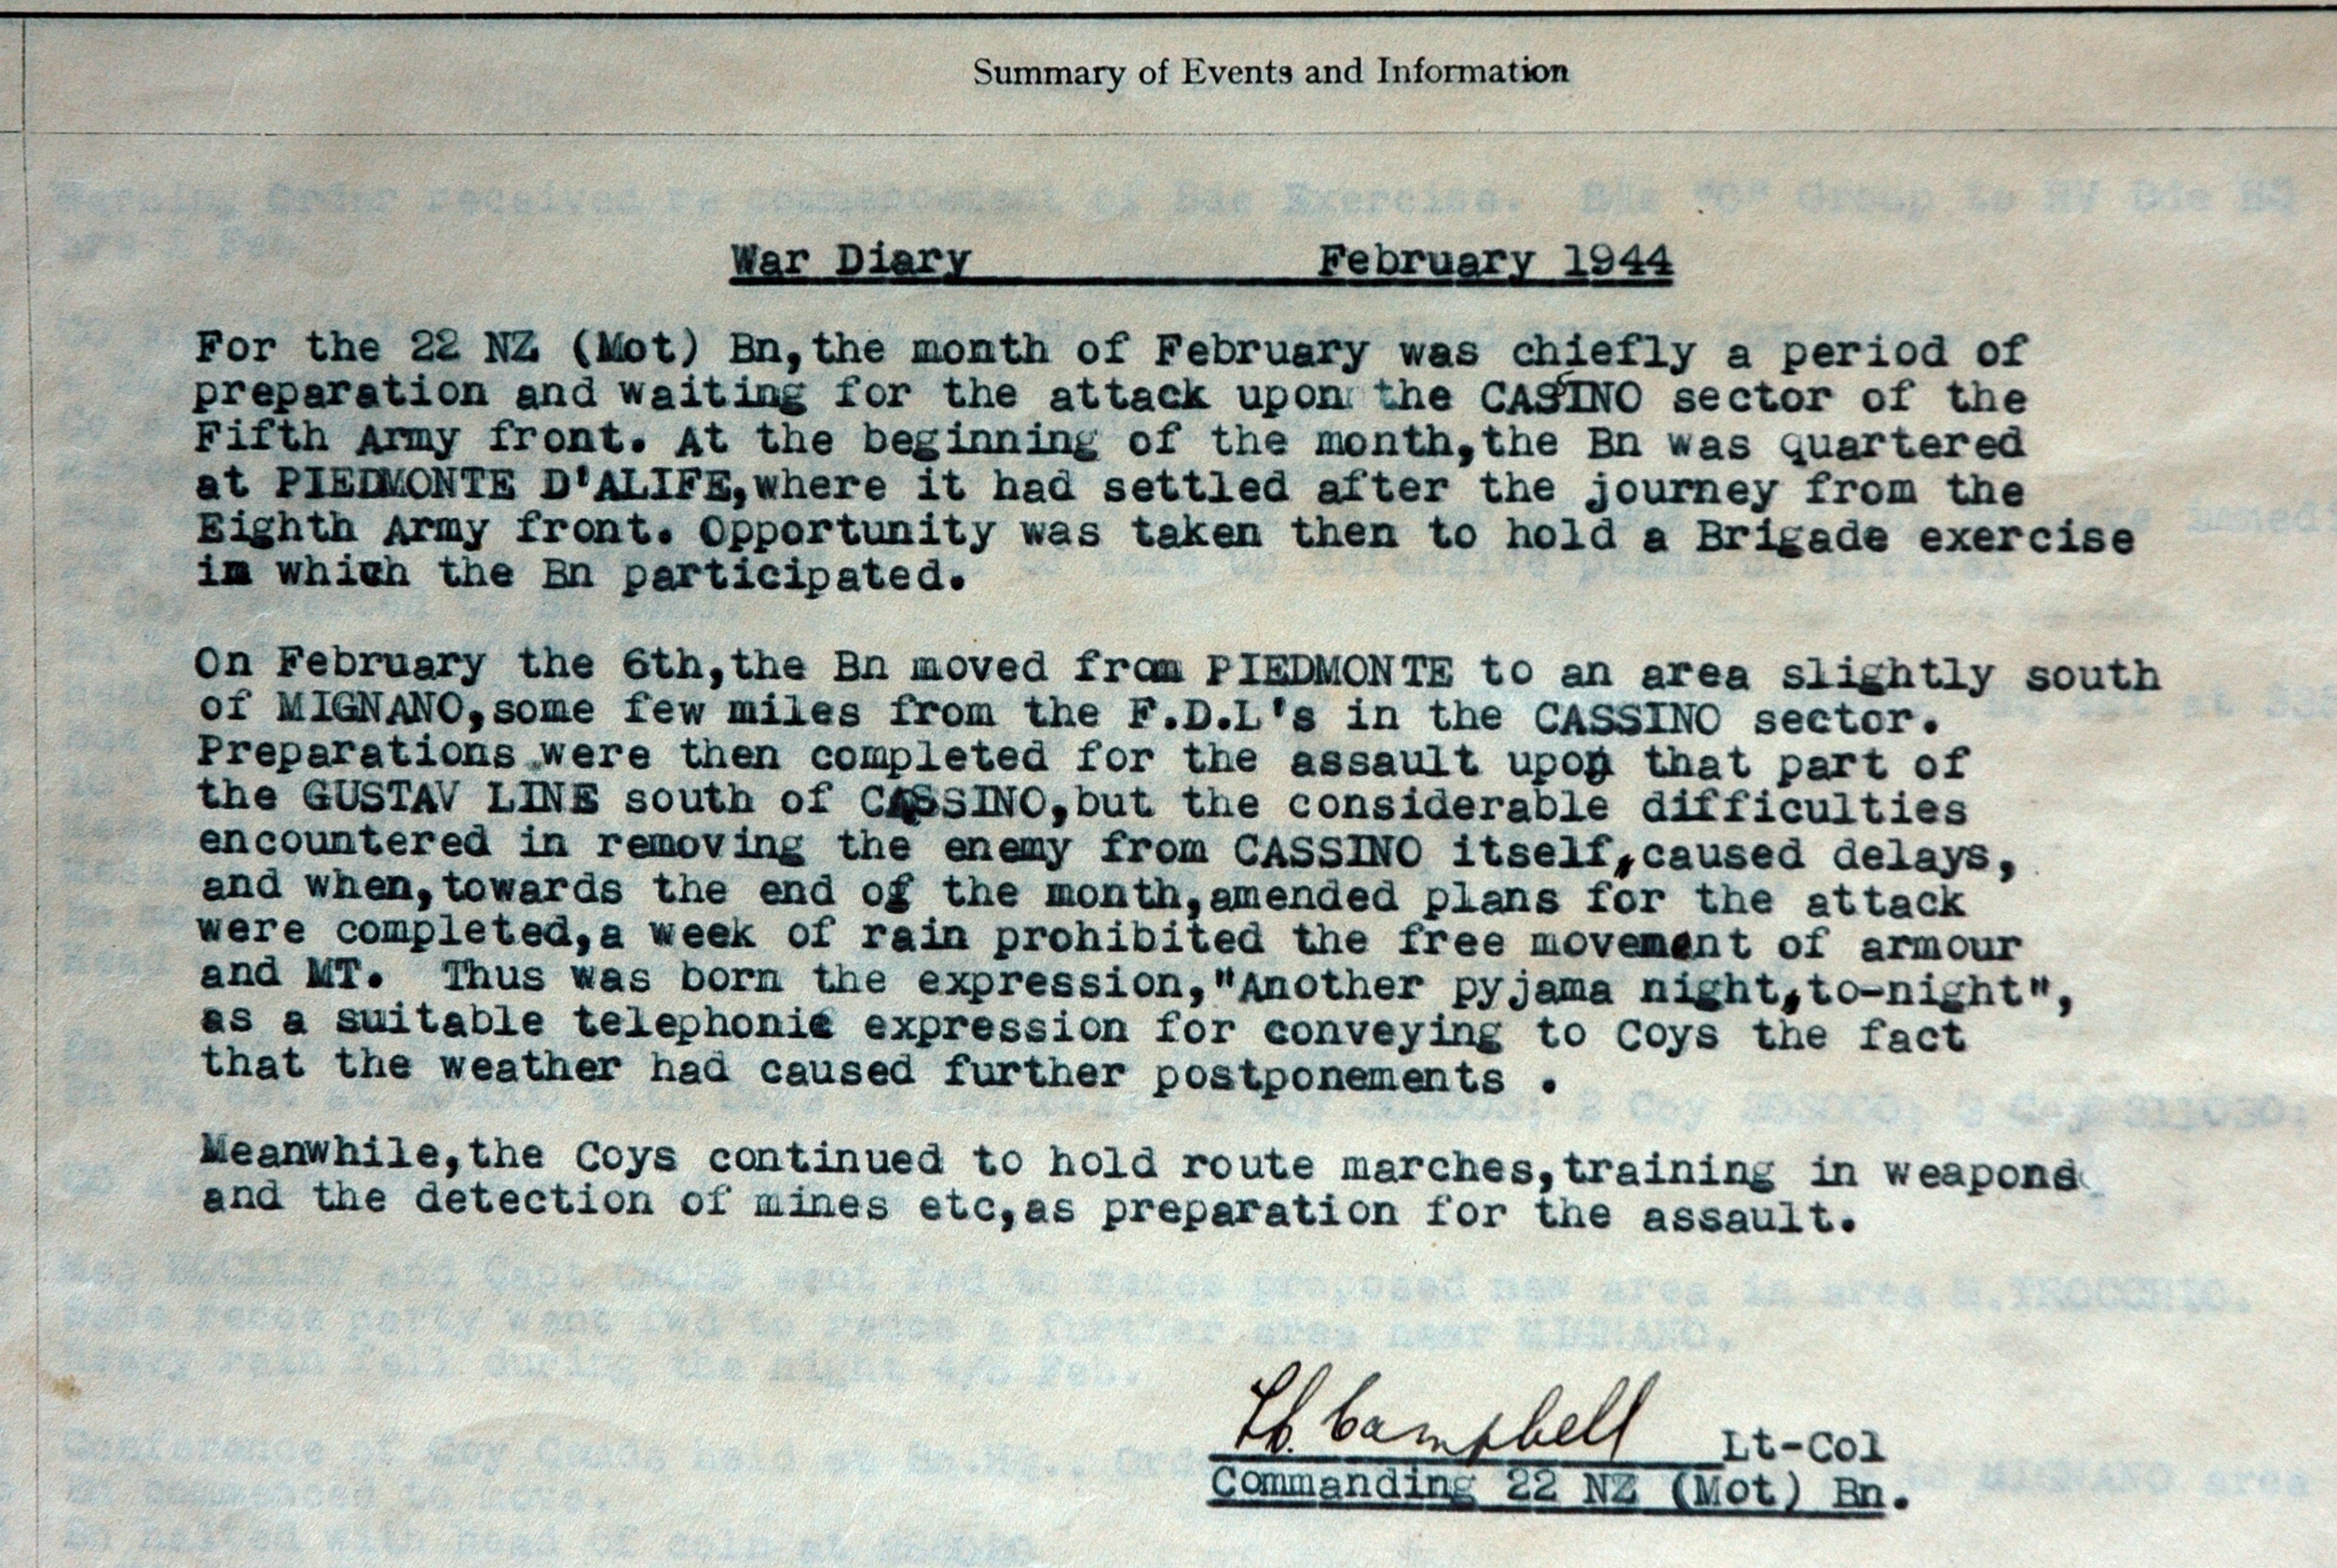 Summary of Events and Information
War Diary February 1944
For the 22 NZ (Mot) Bn,the month of February was chiefly a period of
preparation and waiting for the attack upon the CASSINO sector of the
Fifth Army front. At the beginning of the month,the Bn was quartered
at PIEDMONTE D'ALIFE,where it had settled after the journey from the
Eighth Army front. Opportunity was taken then to hold a Brigade exercise
in which the Bn participated.
On February the 6th,the Bn moved from PIEDMONTE to an area slightly south
of MIGNANO,some few miles from the F.D.L's in the CASSINO sector.
Preparations were then completed for the assault upon that part of
the GUSTAV LINE south of CASSINO,but the considerable difficulties
encountered in removing the enemy from CASSINO itself,caused delays,
and when,towards the end of the month,amended plans for the attack
were completed,a week of rain prohibited the free movement of armour
and MT. Thus was born the expression,"Another pyjama night,to-night",
as a suitable telephonic expression for conveying to Coys the fact
that the weather had caused further postponements .
Meanwhile,the Coys continued to hold route marches,training in weapons
and the detection of mines etc,as preparation for the assault.
Campbell Lt-Col
Commanding 22 NZ (Mot) Bn.